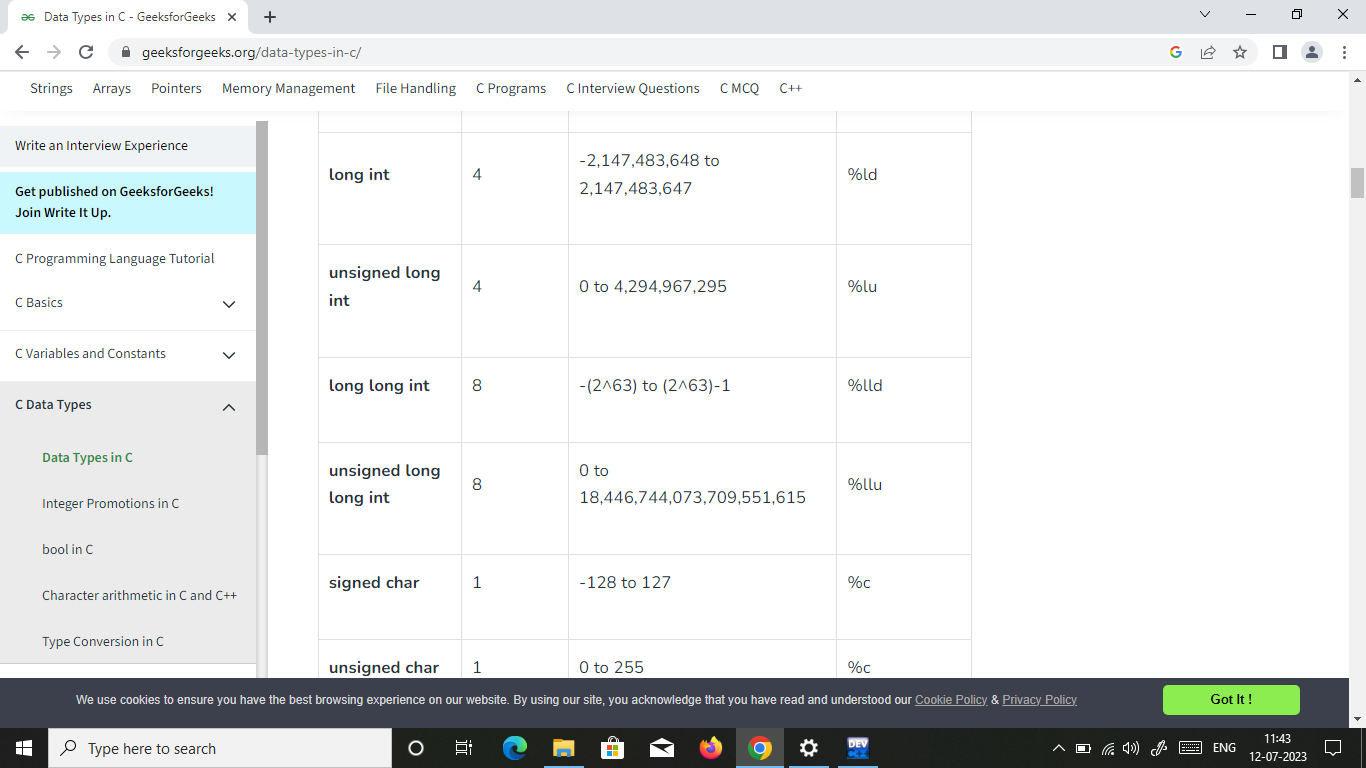 Data Types in C - GeeksforGeeks
geeksforgeeks.org/data-types-in-c/
Strings Arrays Pointers Memory Management File Handling C Programs C Interview Questions C MCQ C++
Write an Interview Experience
Get published on GeeksforGeeks!
Join Write It Up.
C Programming Language Tutorial
C Basics
C Variables and Constants
C Data Types
Data Types in C
Integer Promotions in C
bool in C
Character arithmetic in C and C++
Type Conversion in C
long int 4 -2,147,483,648 to
2,147,483,647 %ld
unsigned long
int 4 0 to 4,294,967,295 %lu
long long int 8 -(2^63) to (2^63)-1 %lld
unsigned long
long int 8 0 to
18,446,744,073,709,551,615 %llu
signed char 1 -128 to 127 %c
unsigned char 1 0 to 255 %c
We use cookies to ensure you have the best browsing experience on our website. By using our site, you acknowledge that you have read and understood our Cookie Policy & Privacy Policy
Got It !
Type here to search
DEV
ENG
11:43
12-07-2023